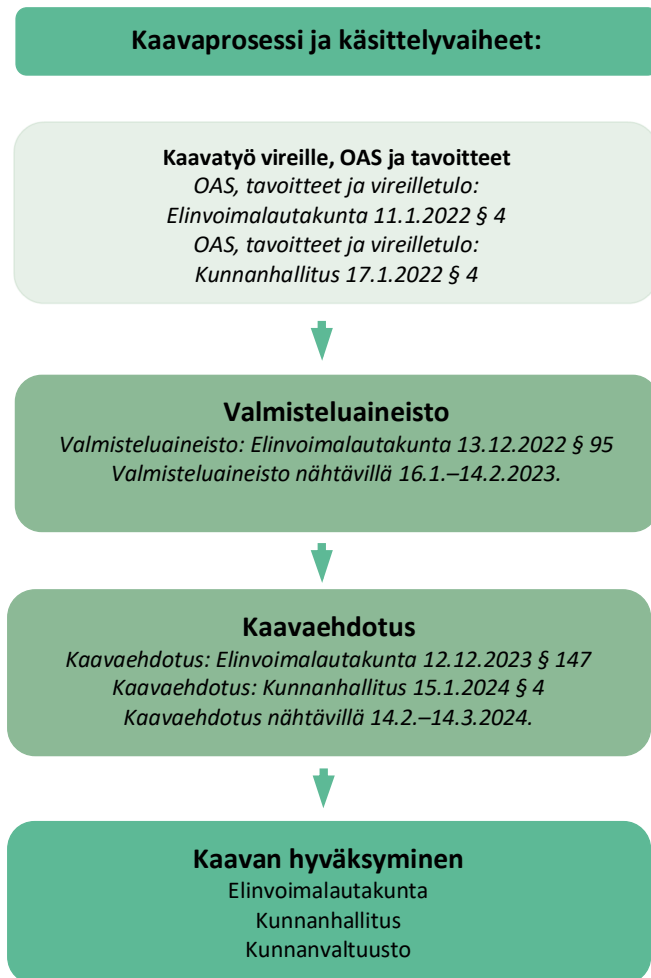 Kaavaprosessi ja käsittelyvaiheet:
Kaavatyö vireille, OAS ja tavoitteet
OAS, tavoitteet ja vireilletulo:
Elinvoimalautakunta 11.1.2022 § 4
OAS, tavoitteet ja vireilletulo:
Kunnanhallitus 17.1.2022 § 4
Valmisteluaineisto
Valmisteluaineisto: Elinvoimalautakunta 13.12.2022 § 95
Valmisteluaineisto nähtävillä 16.1.–14.2.2023.
Kaavaehdotus
Kaavaehdotus: Elinvoimalautakunta 12.12.2023 § 147
Kaavaehdotus: Kunnanhallitus 15.1.2024 § 4
Kaavaehdotus nähtävillä 14.2.–14.3.2024.
Kaavan hyväksyminen
Elinvoimalautakunta
Kunnanhallitus
Kunnanvaltuusto